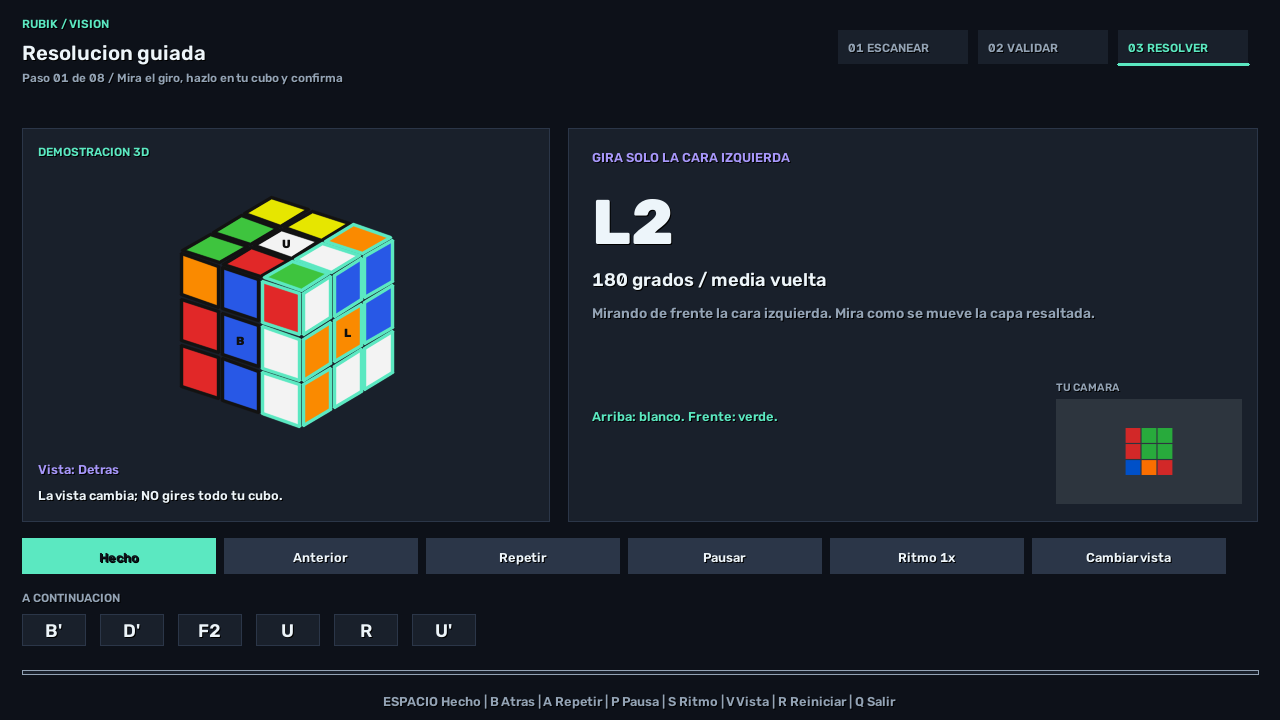 RUBIK / VISION
Resolucion guiada
Paso 01 de 08 / Mira el giro, hazlo en tu cubo y confirma
01 ESCANEAR
02 VALIDAR
03 RESOLVER
DEMOSTRACION 3D
U
B
L
Vista: Detras
La vista cambia; NO gires todo tu cubo.
GIRA SOLO LA CARA IZQUIERDA
L2
180 grados / media vuelta
Mirando de frente la cara izquierda. Mira como se mueve la capa resaltada.
TU CAMARA
Arriba: blanco. Frente: verde.
Hecho
Anterior
Repetir
Pausar
Ritmo 1x
Cambiar vista
A CONTINUACION
B'
D'
F2
U
R
U'
ESPACIO Hecho | B Atras | A Repetir | P Pausa | S Ritmo | V Vista | R Reiniciar | Q Salir